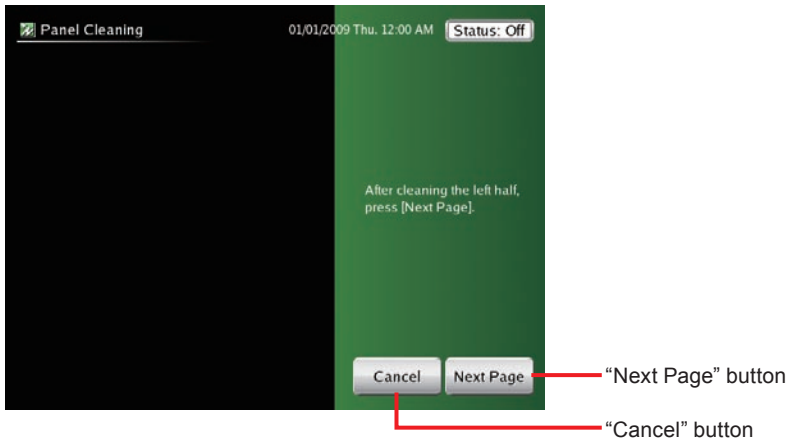 Panel Cleaning 01/01/2009 Thu. 12:00 AM Status: Off
After cleaning the left half,
press [Next Page].
Cancel Next Page
“Next Page” button
“Cancel” button